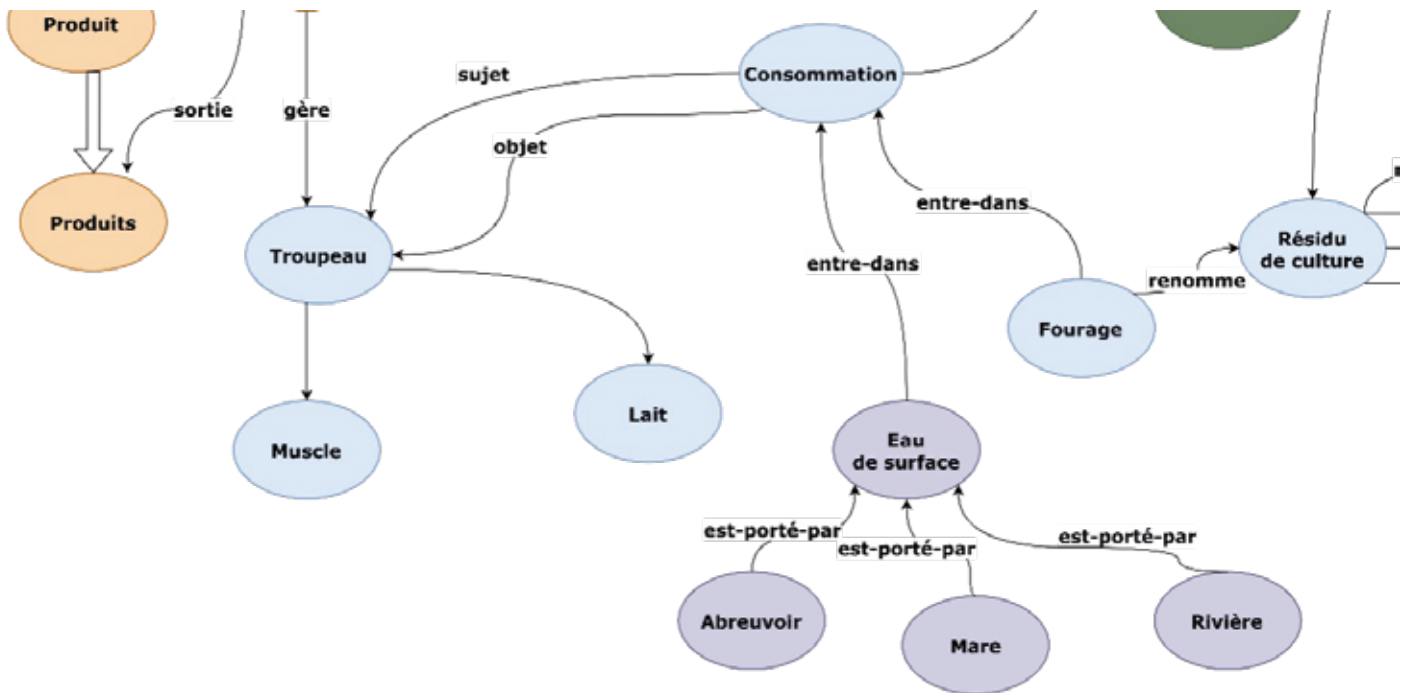 Produit
sujet
Consommation
sortie
gère
objet
entre-dans
Produits
Troupeau
Résidu
de culture
entre-dans
renomme
Fourage
Lait
Muscle
Eau
de surface
est-porté-par
est-porté-par
est-porté-par
Abreuvoir
Mare
Rivière